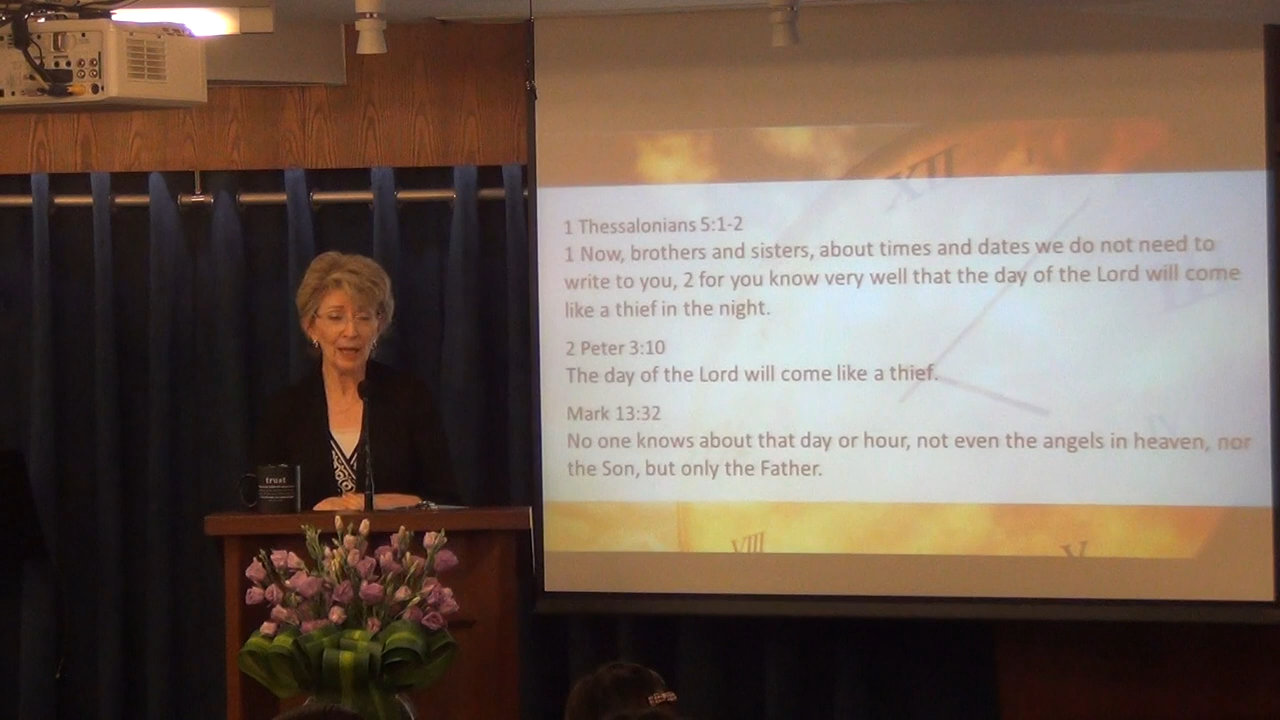 XII
1 Thessalonians 5:1-2
1 Now, brothers and sisters, about times and dates we do not need to
write to you, 2 for you know very well that the day of the Lord will come
like a thief in the night.
2 Peter 3:10
The day of the Lord will come like a thief.
Mark 13:32
No one knows about that day or hour, not even the angels in heaven, nor
the Son, but only the Father.
VIII
V
trust